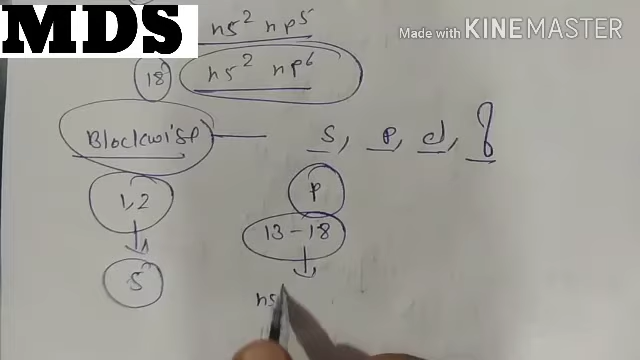 MDS
Made with KINEMASTER
ns² np⁵
18 ns² np⁶
Blockwise — s, p, d, f
1,2
p
13-18
s
ns